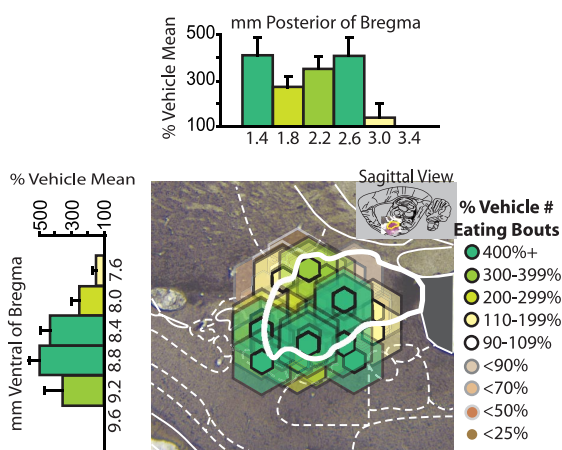 mm Posterior of Bregma
% Vehicle Mean
500
300
100
1.4 1.8 2.2 2.6 3.0 3.4
% Vehicle Mean
500
300
100
mm Ventral of Bregma
7.6
8.0
8.4
8.8
9.2
9.6
Sagittal View
% Vehicle #
Eating Bouts
400%+
300-399%
200-299%
110-199%
90-109%
<90%
<70%
<50%
<25%